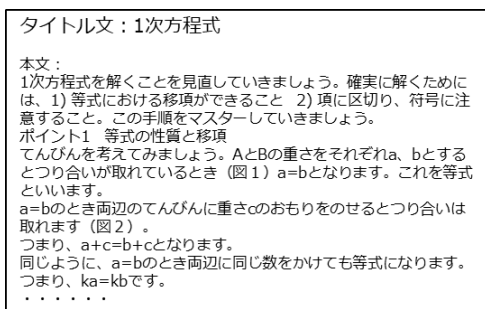 タイトル文：1次方程式
本文：
1次方程式を解くことを見直していきましょう。確実に解くために
は、1) 等式における移項ができること　2) 項に区切り、符号に注
意すること。この手順をマスターしていきましょう。
ポイント1　等式の性質と移項
てんびんを考えてみましょう。AとBの重さをそれぞれa、bとする
とつり合いが取れているとき（図１）a=bとなります。これを等式
といいます。
a=bのとき両辺のてんびんに重さcのおもりをのせるとつり合いは
取れます（図２）。
つまり、a+c=b+cとなります。
同じように、a=bのとき両辺に同じ数をかけても等式になります。
つまり、ka=kbです。
・・・・・・